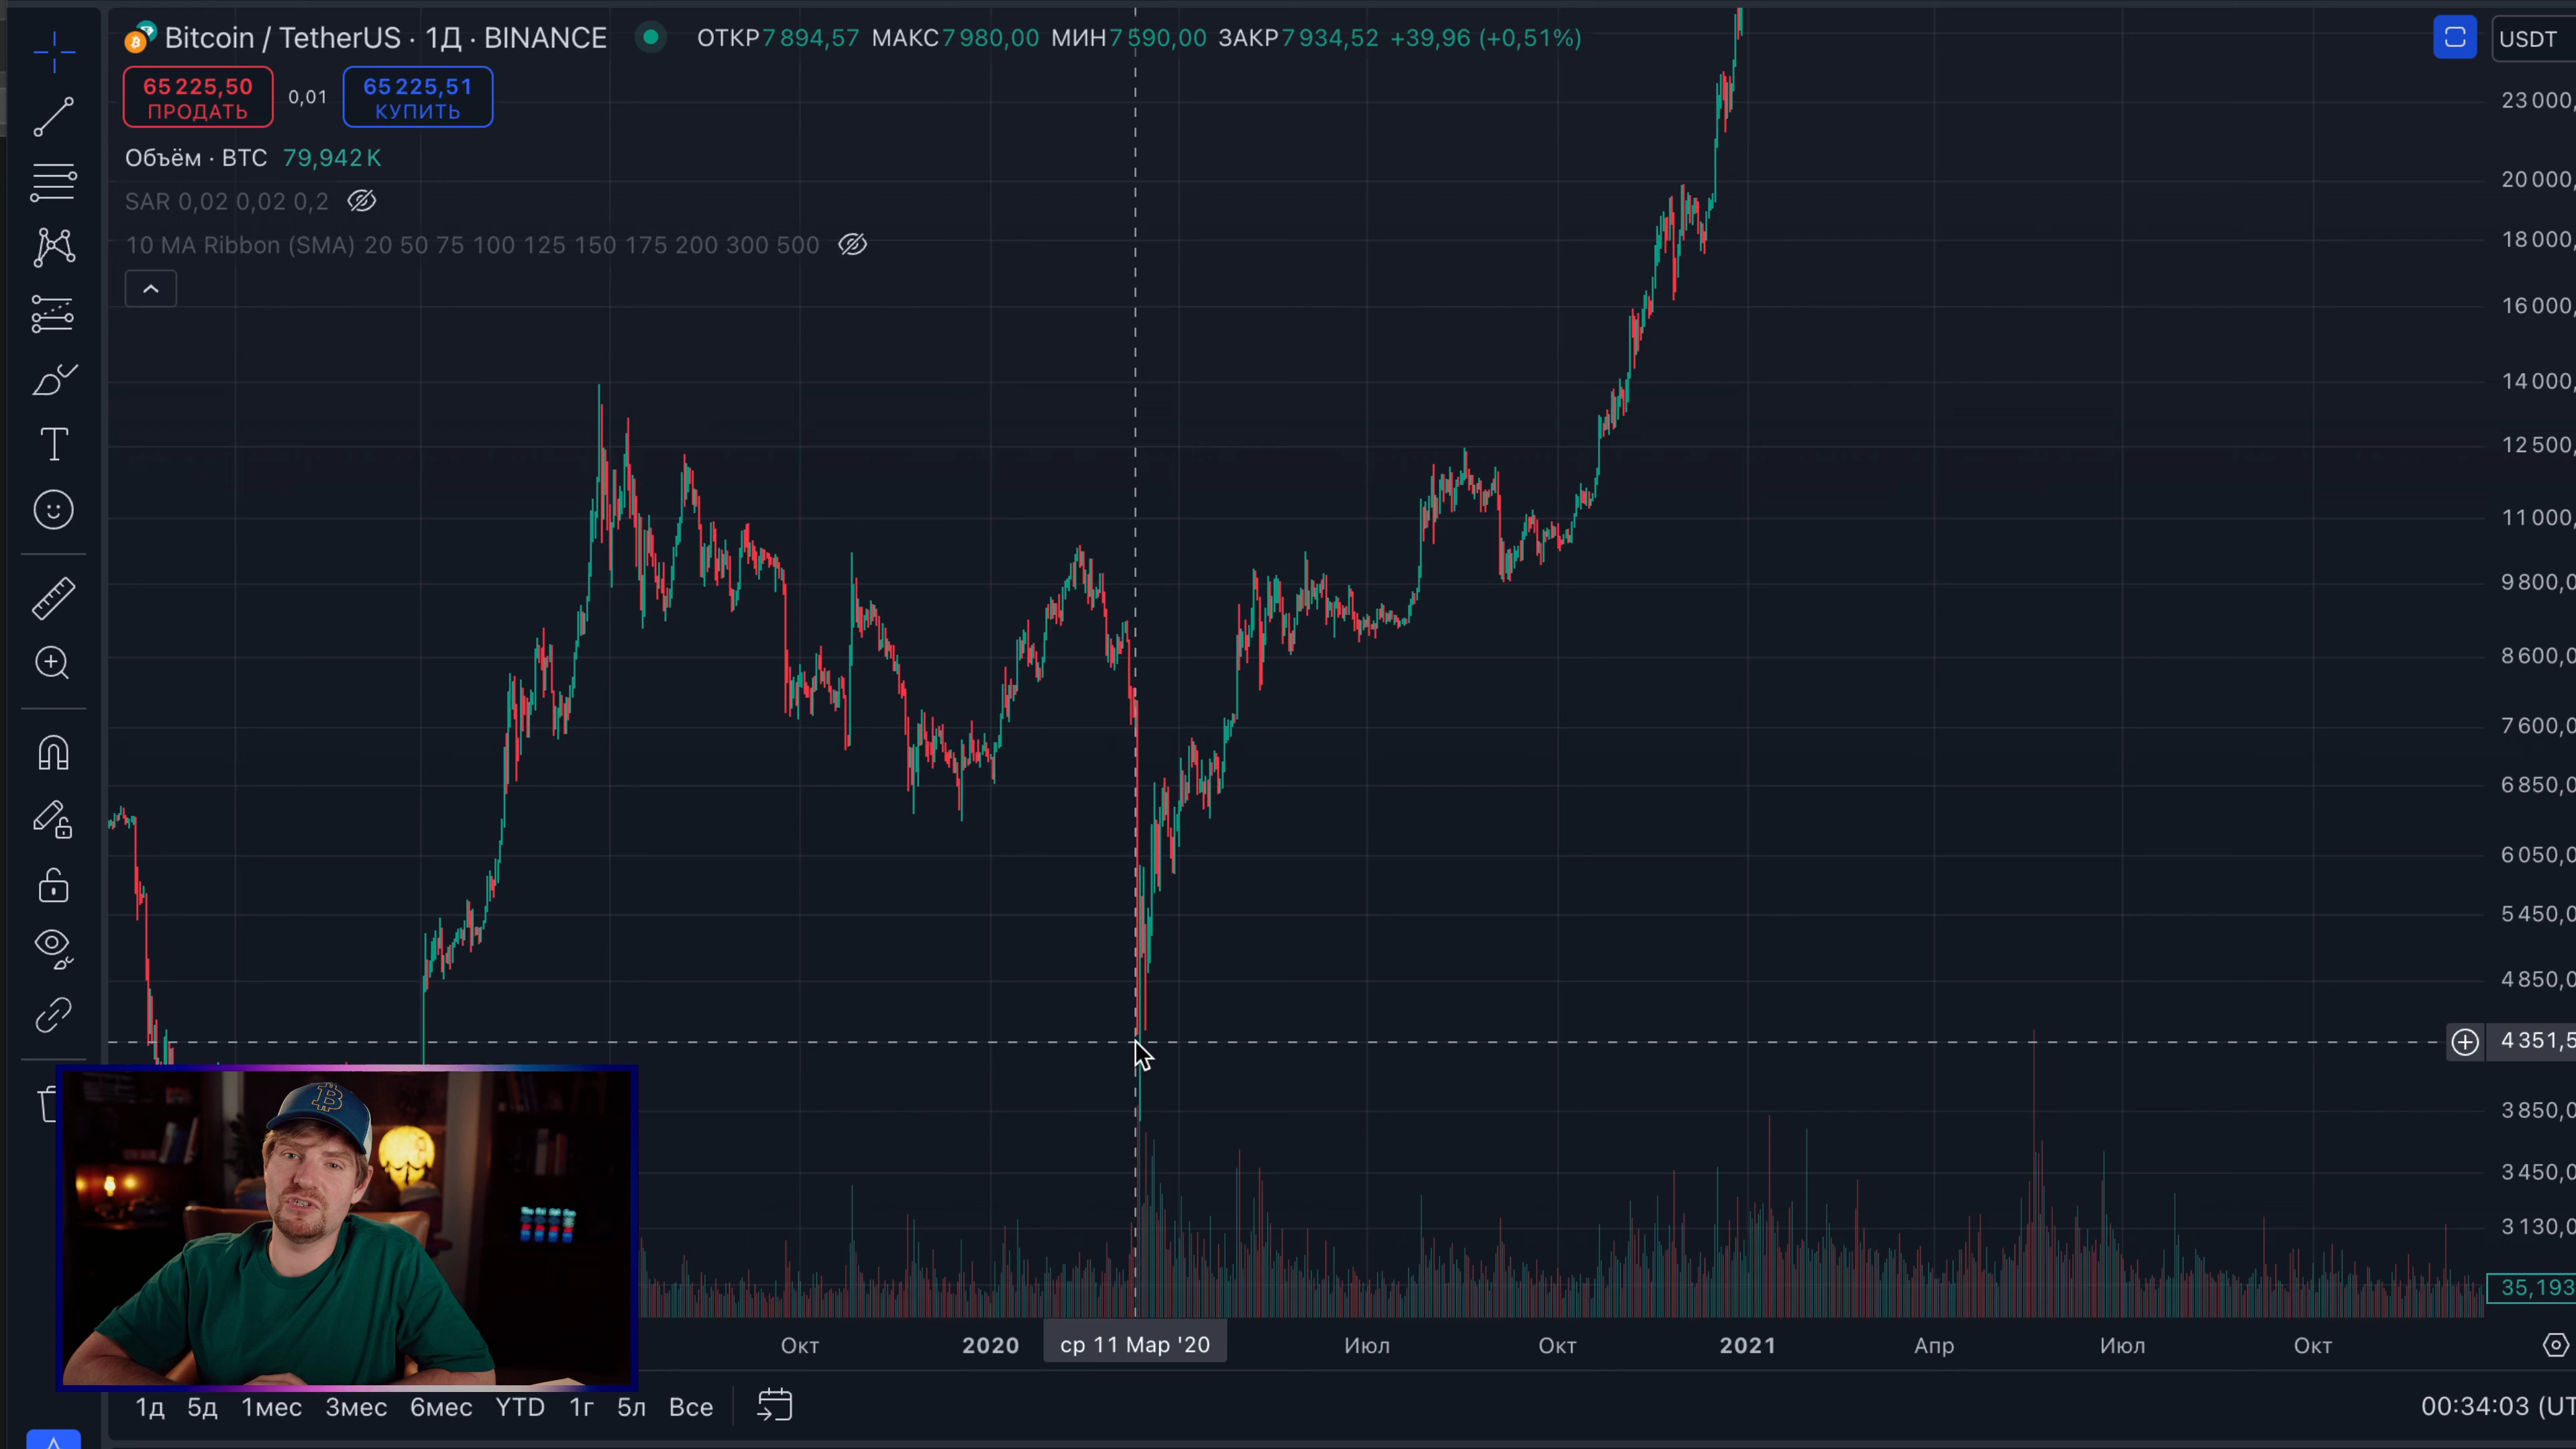 Bitcoin / TetherUS · 1Д · BINANCE ОТКР7 894,57 МАКС7 980,00 МИН7 590,00 ЗАКР7 934,52 +39,96 (+0,51%)
USDT
65 225,50
ПРОДАТЬ
0,01
65 225,51
КУПИТЬ
Объём · BTC 79,942 K
SAR 0,02 0,02 0,2
10 MA Ribbon (SMA) 20 50 75 100 125 150 175 200 300 500
23 000,
20 000,
18 000,
16 000,
14 000,
12 500,
11 000,
9 800,0
8 600,0
7 600,0
6 850,0
6 050,0
5 450,0
4 850,0
4 351,5
3 850,0
3 450,0
3 130,0
35,193
Окт 2020 ср 11 Мар '20 Июл Окт 2021 Апр Июл Окт
1д 5д 1мес 3мес 6мес YTD 1г 5л Все
00:34:03 (UT